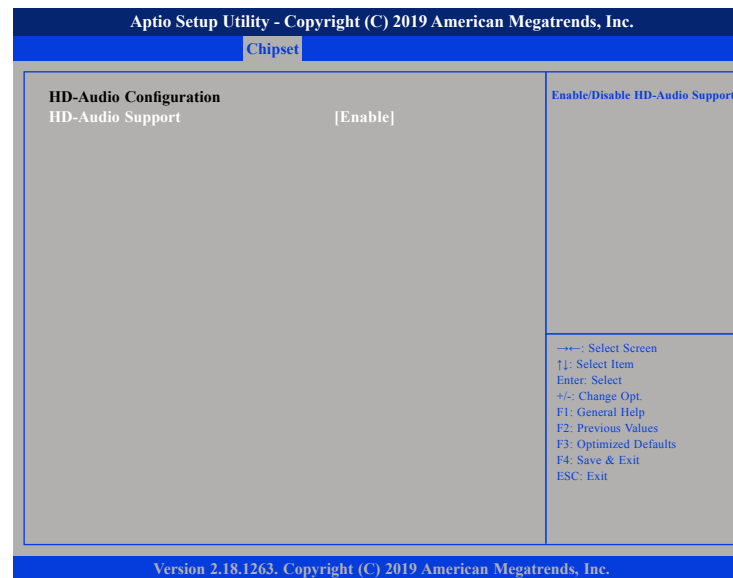 Aptio Setup Utility - Copyright (C) 2019 American Megatrends, Inc.
Chipset
HD-Audio Configuration
HD-Audio Support [Enable]
Enable/Disable HD-Audio Support
→←: Select Screen
↑↓: Select Item
Enter: Select
+/-: Change Opt.
F1: General Help
F2: Previous Values
F3: Optimized Defaults
F4: Save & Exit
ESC: Exit
Version 2.18.1263. Copyright (C) 2019 American Megatrends, Inc.